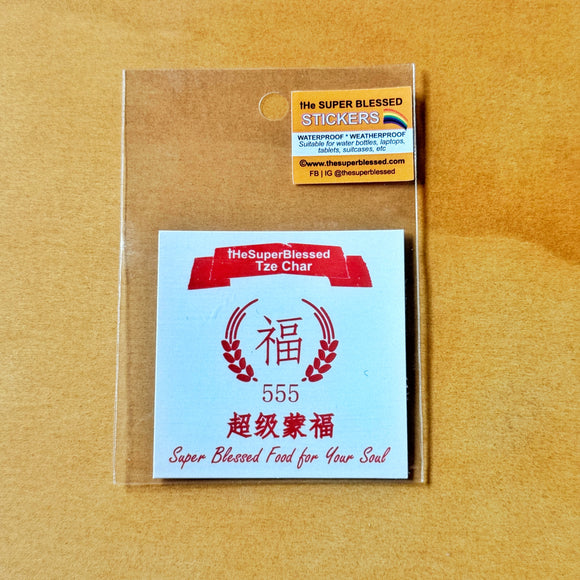 tHe SUPER BLESSED
STICKERS
WATERPROOF * WEATHERPROOF
Suitable for water bottles, laptops,
tablets, suitcases, etc
©www.thesuperblessed.com
FB | IG @thesuperblessed
tHeSuperBlessed
Tze Char
福
555
超级蒙福
Super Blessed Food for Your Soul